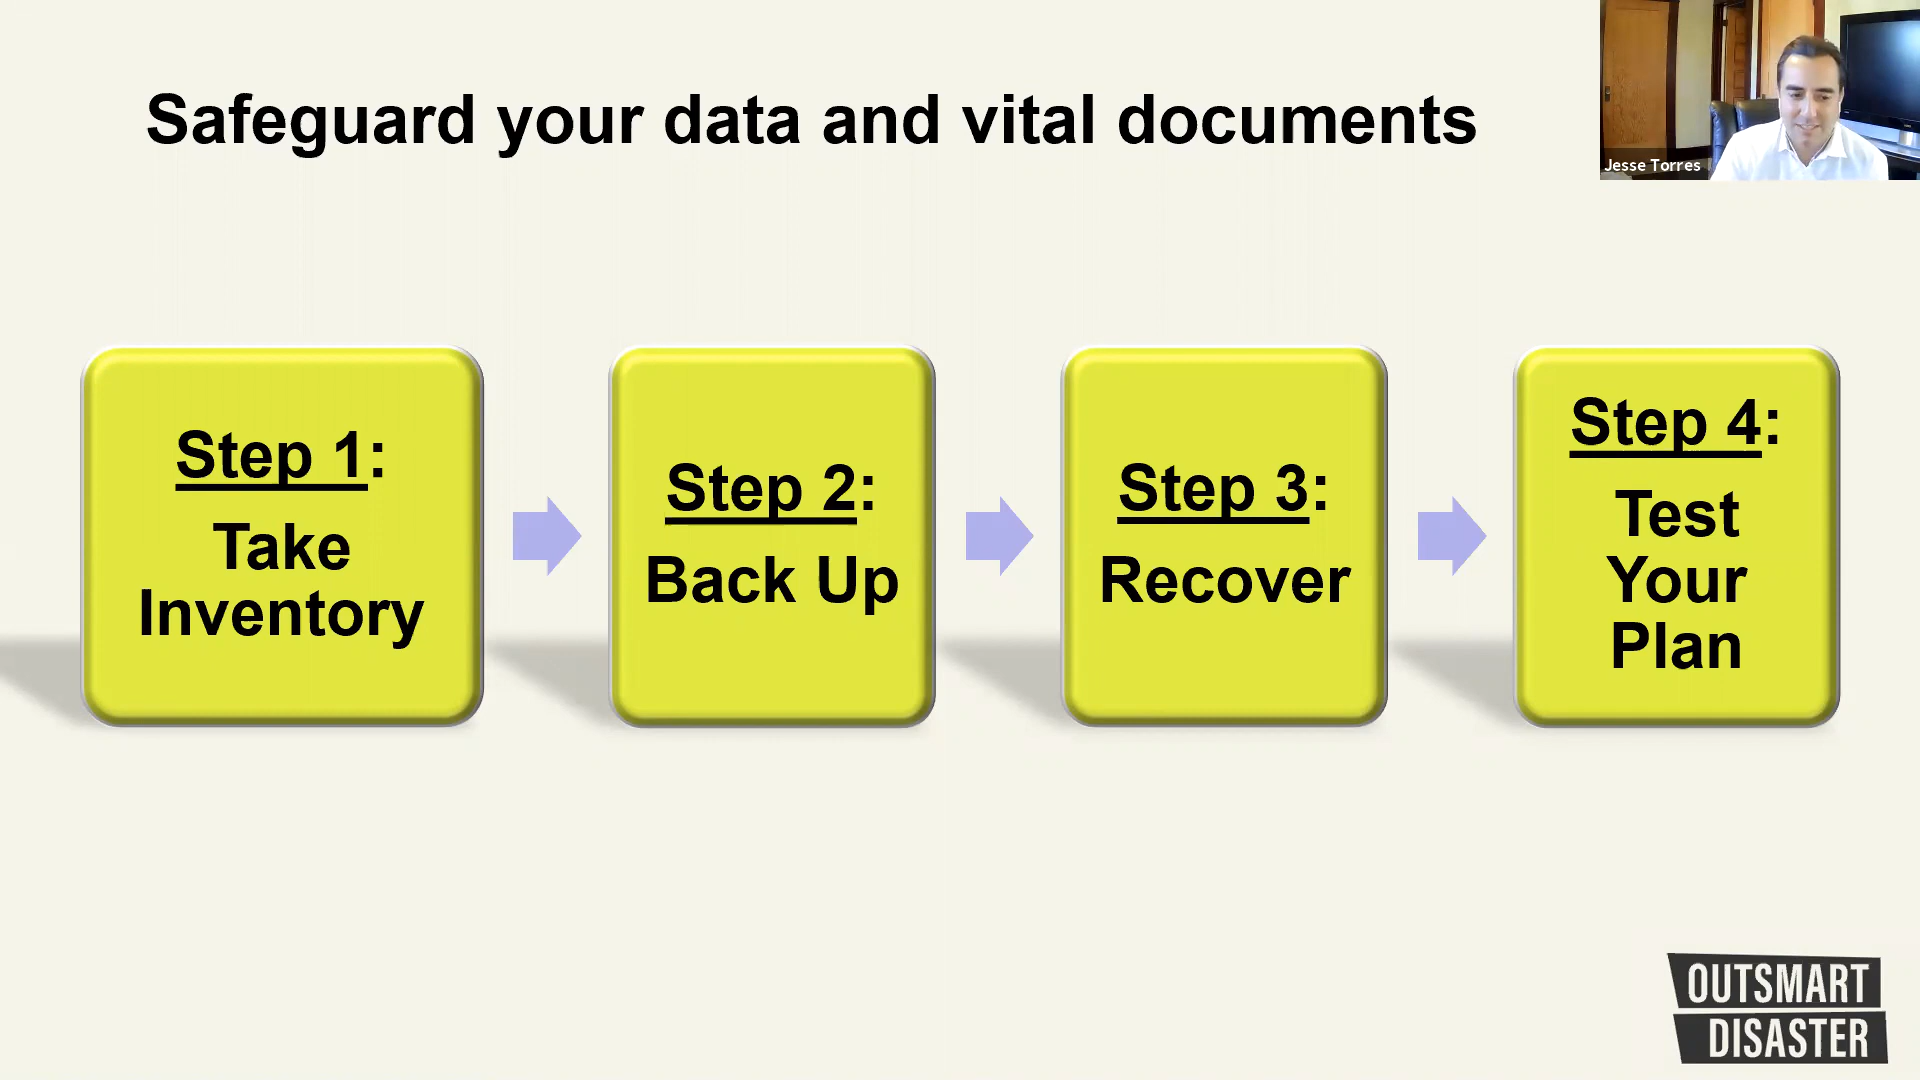 Safeguard your data and vital documents
Jesse Torres
Step 1:
Take
Inventory
Step 2:
Back Up
Step 3:
Recover
Step 4:
Test
Your
Plan
OUTSMART
DISASTER